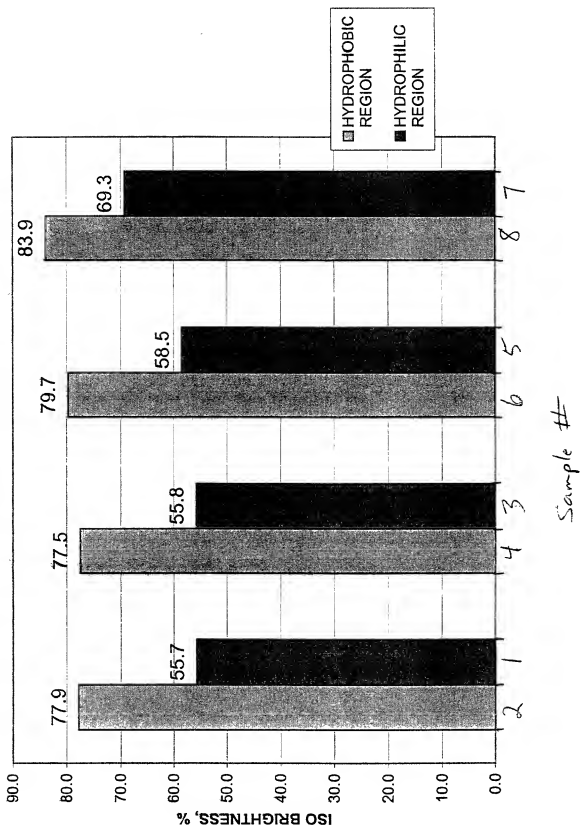 ISO BRIGHTNESS, %
90.0
80.0
70.0
60.0
50.0
40.0
30.0
20.0
10.0
0.0
77.9
55.7
77.5
55.8
79.7
58.5
83.9
69.3
2 1 4 3 6 5 8 7
Sample #
HYDROPHOBIC
REGION
HYDROPHILIC
REGION